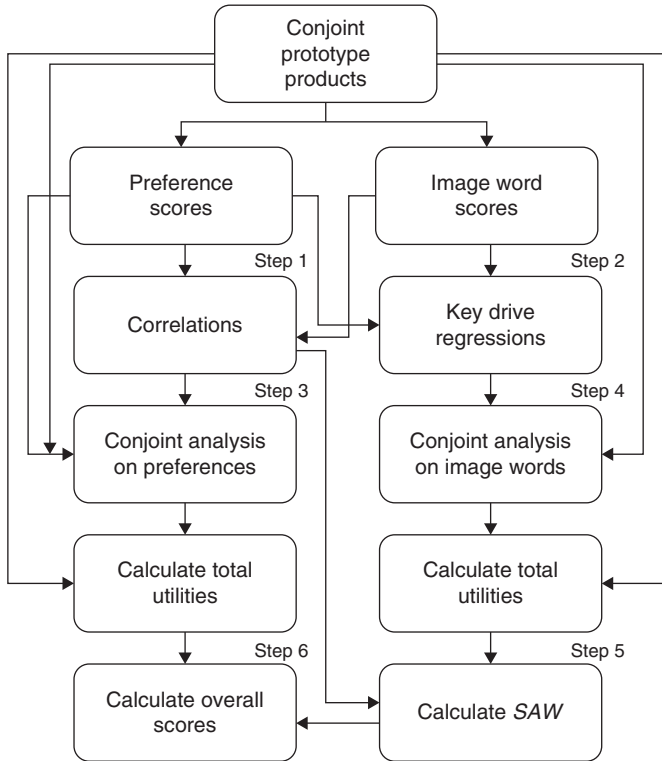 Conjoint
prototype
products
Preference
scores
Image word
scores
Step 1
Step 2
Correlations
Key drive
regressions
Step 3
Step 4
Conjoint analysis
on preferences
Conjoint analysis
on image words
Calculate total
utilities
Calculate total
utilities
Step 6
Step 5
Calculate overall
scores
Calculate SAW